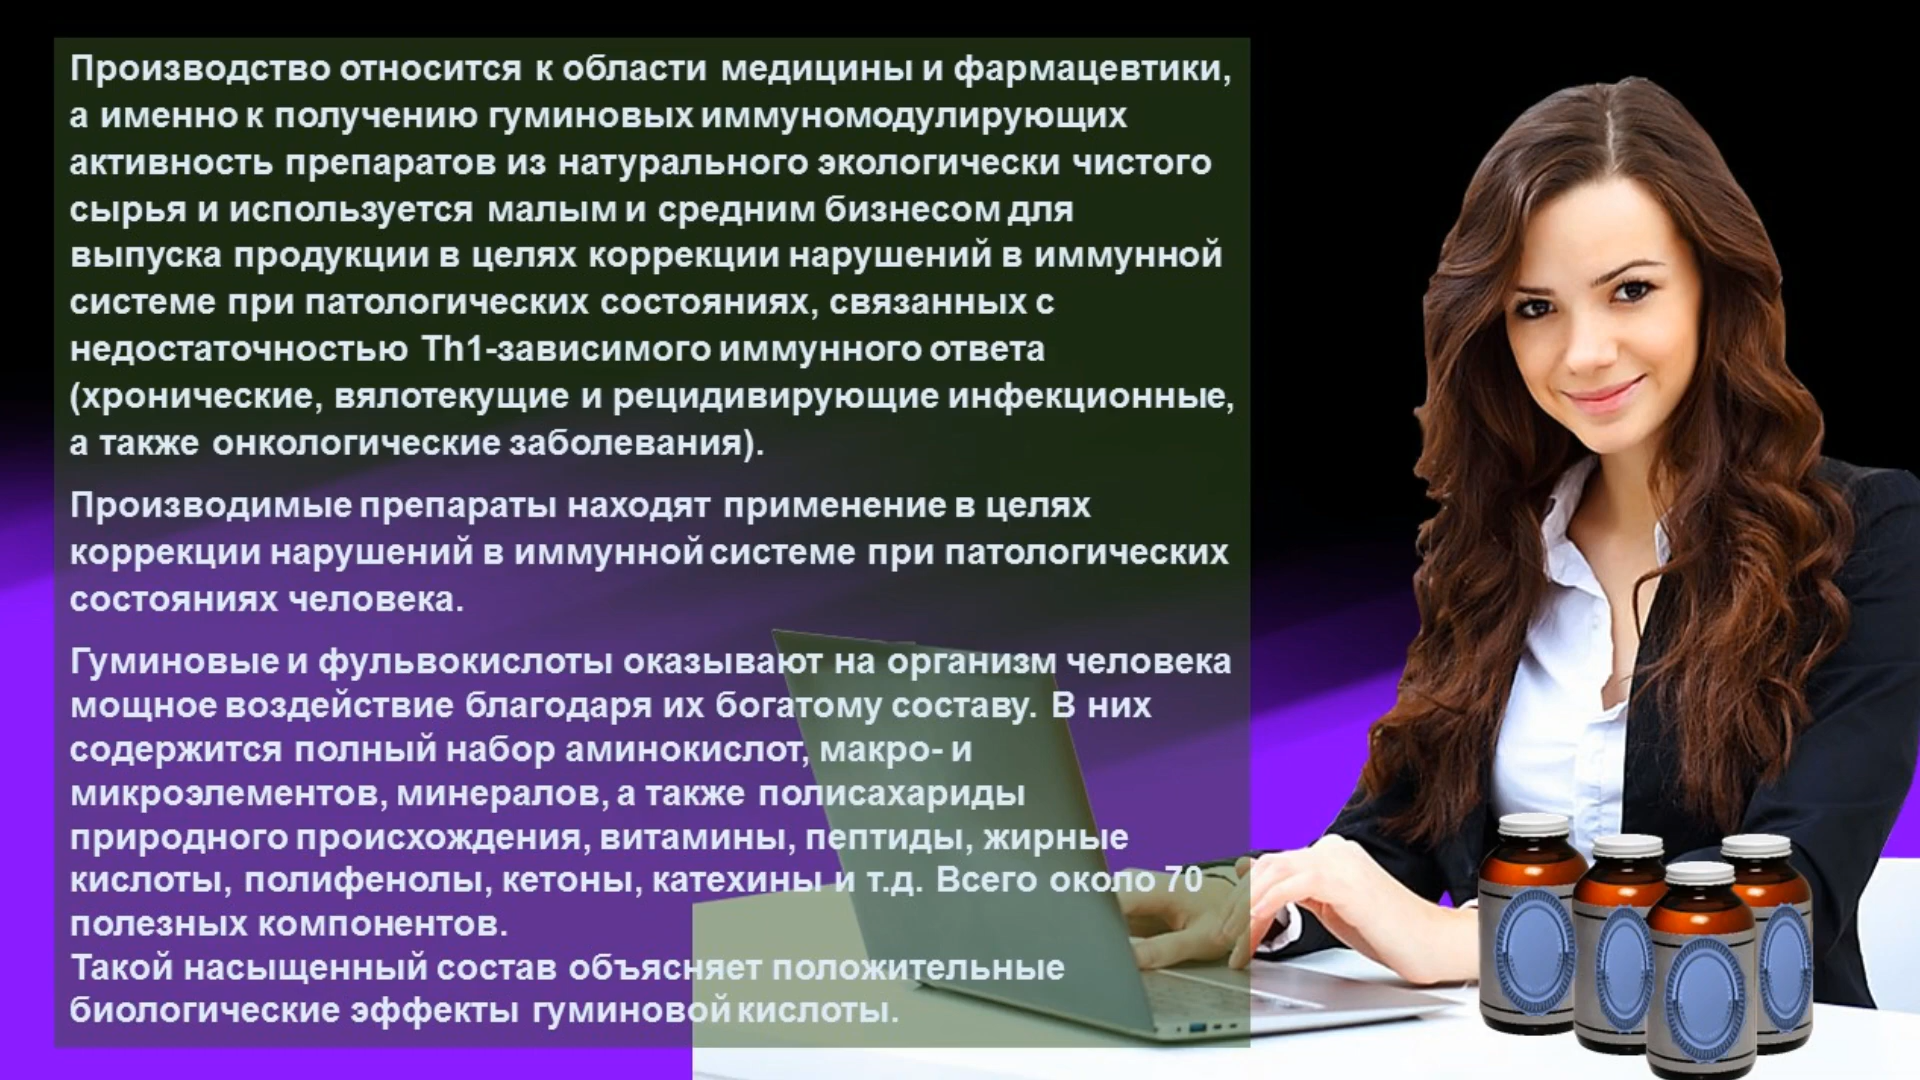 Производство относится к области медицины и фармацевтики,
а именно к получению гуминовых иммуномодулирующих
активность препаратов из натурального экологически чистого
сырья и используется малым и средним бизнесом для
выпуска продукции в целях коррекции нарушений в иммунной
системе при патологических состояниях, связанных с
недостаточностью Th1-зависимого иммунного ответа
(хронические, вялотекущие и рецидивирующие инфекционные,
а также онкологические заболевания).
Производимые препараты находят применение в целях
коррекции нарушений в иммунной системе при патологических
состояниях человека.
Гуминовые и фульвокислоты оказывают на организм человека
мощное воздействие благодаря их богатому составу. В них
содержится полный набор аминокислот, макро- и
микроэлементов, минералов, а также полисахариды
природного происхождения, витамины, пептиды, жирные
кислоты, полифенолы, кетоны, катехины и т.д. Всего около 70
полезных компонентов.
Такой насыщенный состав объясняет положительные
биологические эффекты гуминовой кислоты.